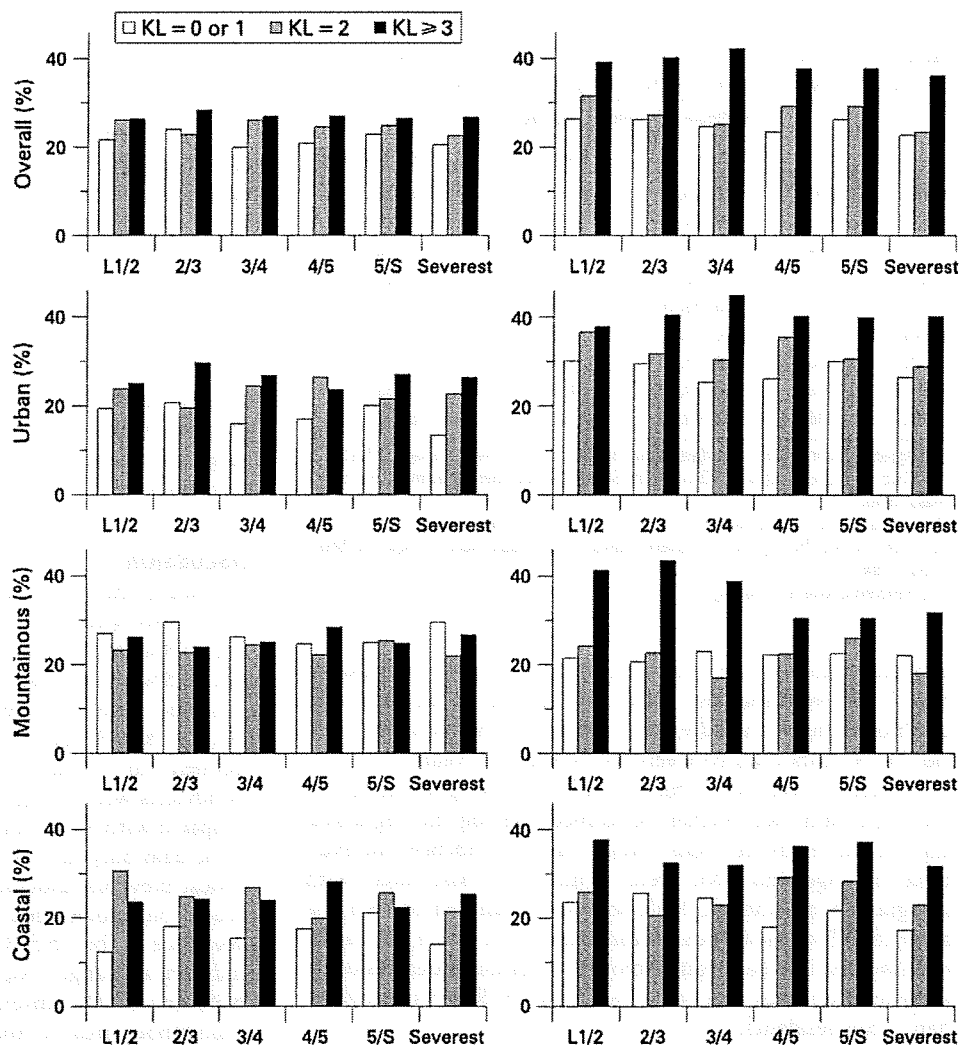 KL = 0 or 1 KL = 2 KL ⩾ 3
Overall (%)
40
20
0
L1/2 2/3 3/4 4/5 5/S Severest
40
20
0
L1/2 2/3 3/4 4/5 5/S Severest
Urban (%)
40
20
0
L1/2 2/3 3/4 4/5 5/S Severest
40
20
0
L1/2 2/3 3/4 4/5 5/S Severest
Mountainous (%)
40
20
0
L1/2 2/3 3/4 4/5 5/S Severest
40
20
0
L1/2 2/3 3/4 4/5 5/S Severest
Coastal (%)
40
20
0
L1/2 2/3 3/4 4/5 5/S Severest
40
20
0
L1/2 2/3 3/4 4/5 5/S Severest